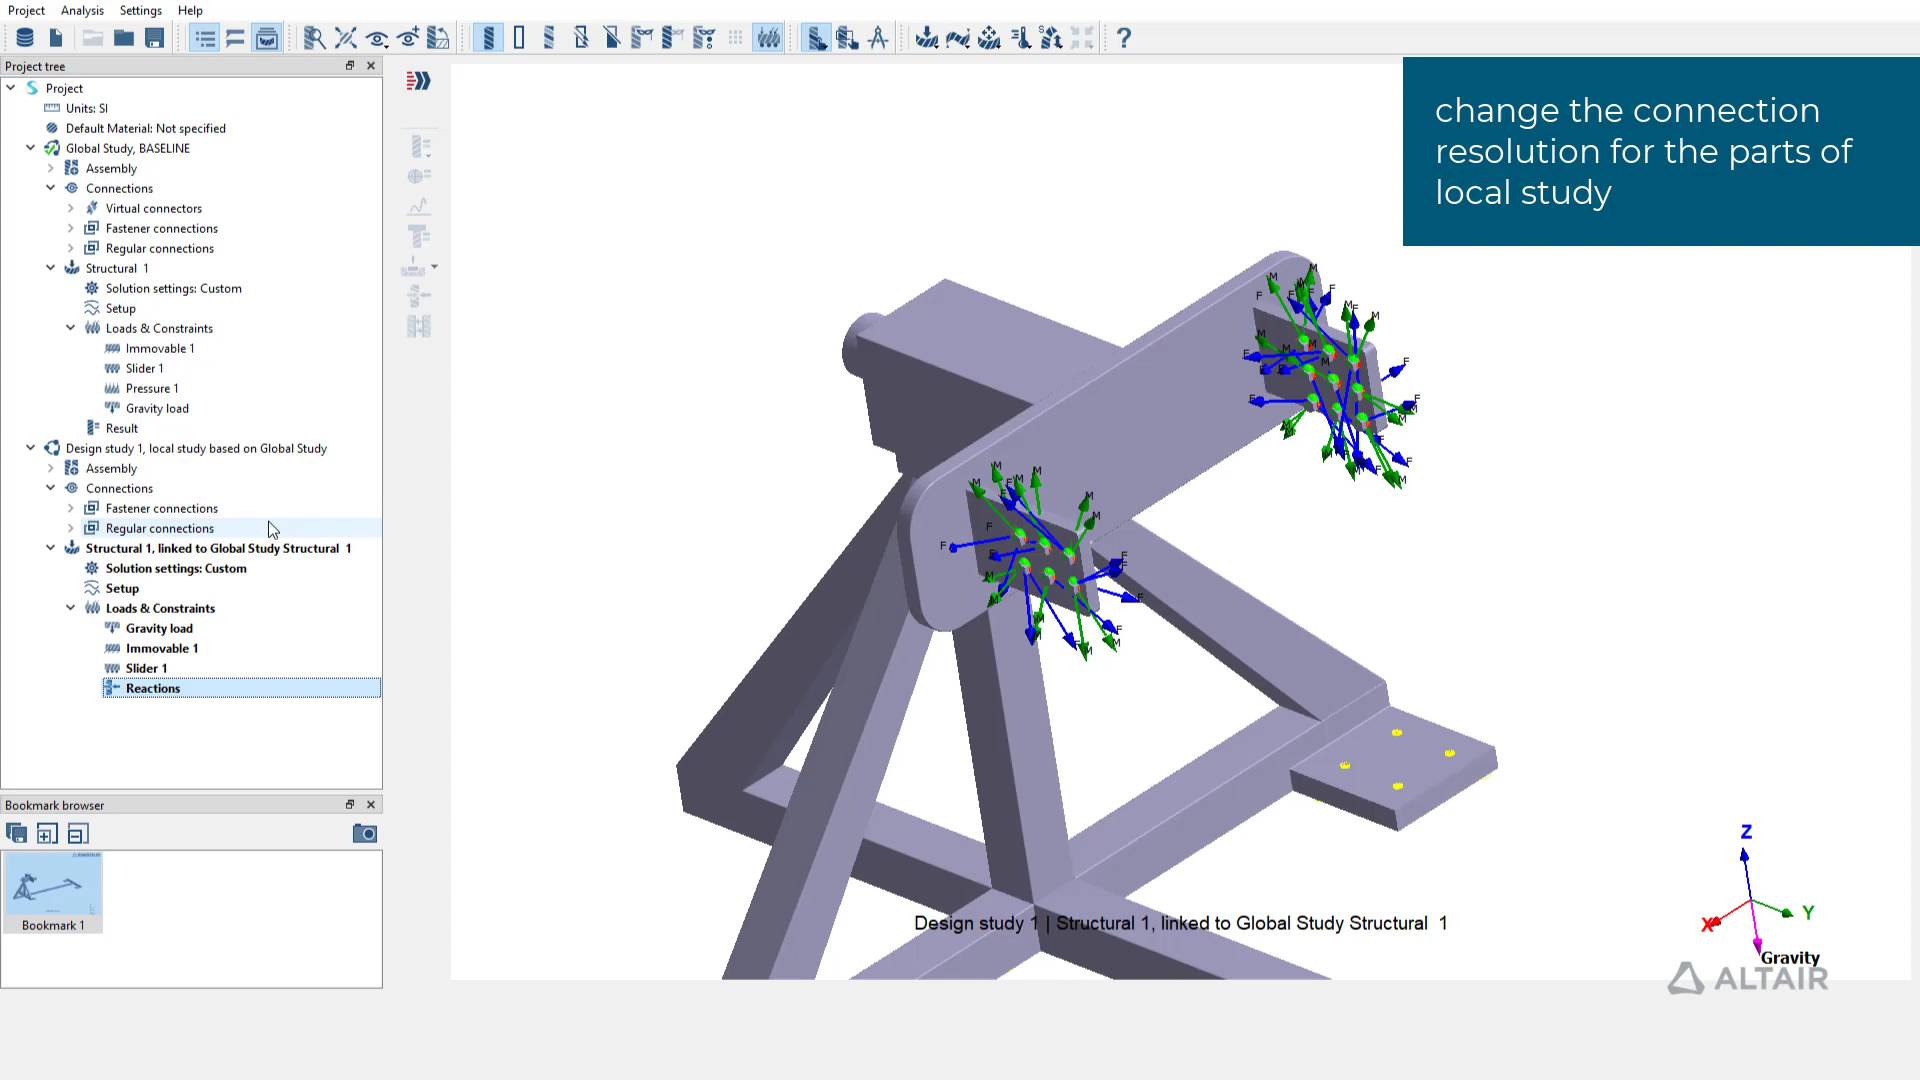 Project Analysis Settings Help
Project tree
Project
Units: SI
Default Material: Not specified
Global Study, BASELINE
Assembly
Connections
Virtual connectors
Fastener connections
Regular connections
Structural 1
Solution settings: Custom
Setup
Loads & Constraints
Immovable 1
Slider 1
Pressure 1
Gravity load
Result
Design study 1, local study based on Global Study
Assembly
Connections
Fastener connections
Regular connections
Structural 1, linked to Global Study Structural 1
Solution settings: Custom
Setup
Loads & Constraints
Gravity load
Immovable 1
Slider 1
Reactions
Bookmark browser
Bookmark 1
change the connection
resolution for the parts of
local study
Design study 1 | Structural 1, linked to Global Study Structural 1
Z
Y
X
Gravity
ALTAIR